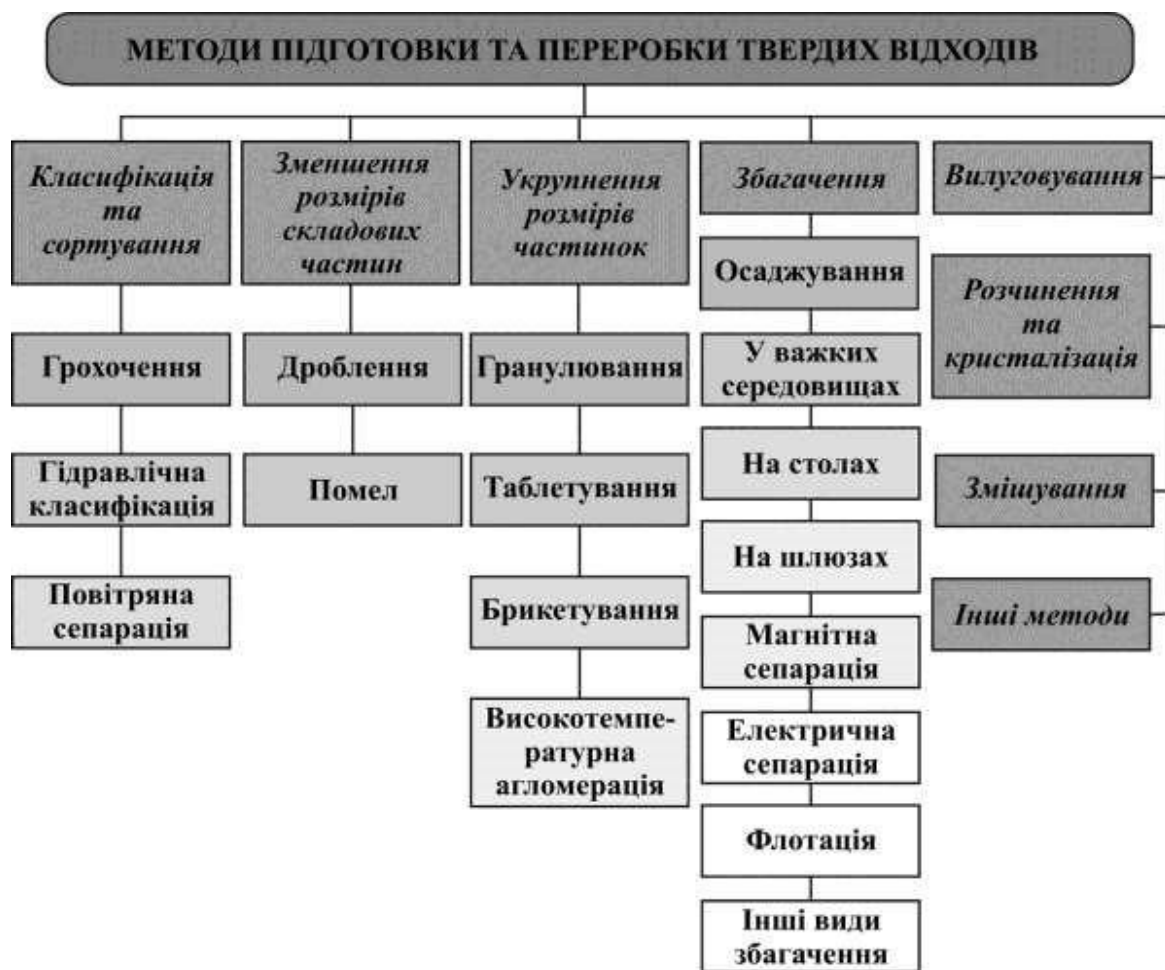 МЕТОДИ ПІДГОТОВКИ ТА ПЕРЕРОБКИ ТВЕРДИХ ВІДХОДІВ
Класифікація
та
сортування
Грохочення
Гідравлічна
класифікація
Повітряна
сепарація
Зменшення
розмірів
складових
частин
Дроблення
Помел
Укрупнення
розмірів
частинок
Гранулювання
Таблетування
Брикетування
Високотемпе-
ратурна
агломерація
Збагачення
Осаджування
У важких
середовищах
На столах
На шлюзах
Магнітна
сепарація
Електрична
сепарація
Флотація
Інші види
збагачення
Вилуговування
Розчинення
та
кристалізація
Змішування
Інші методи